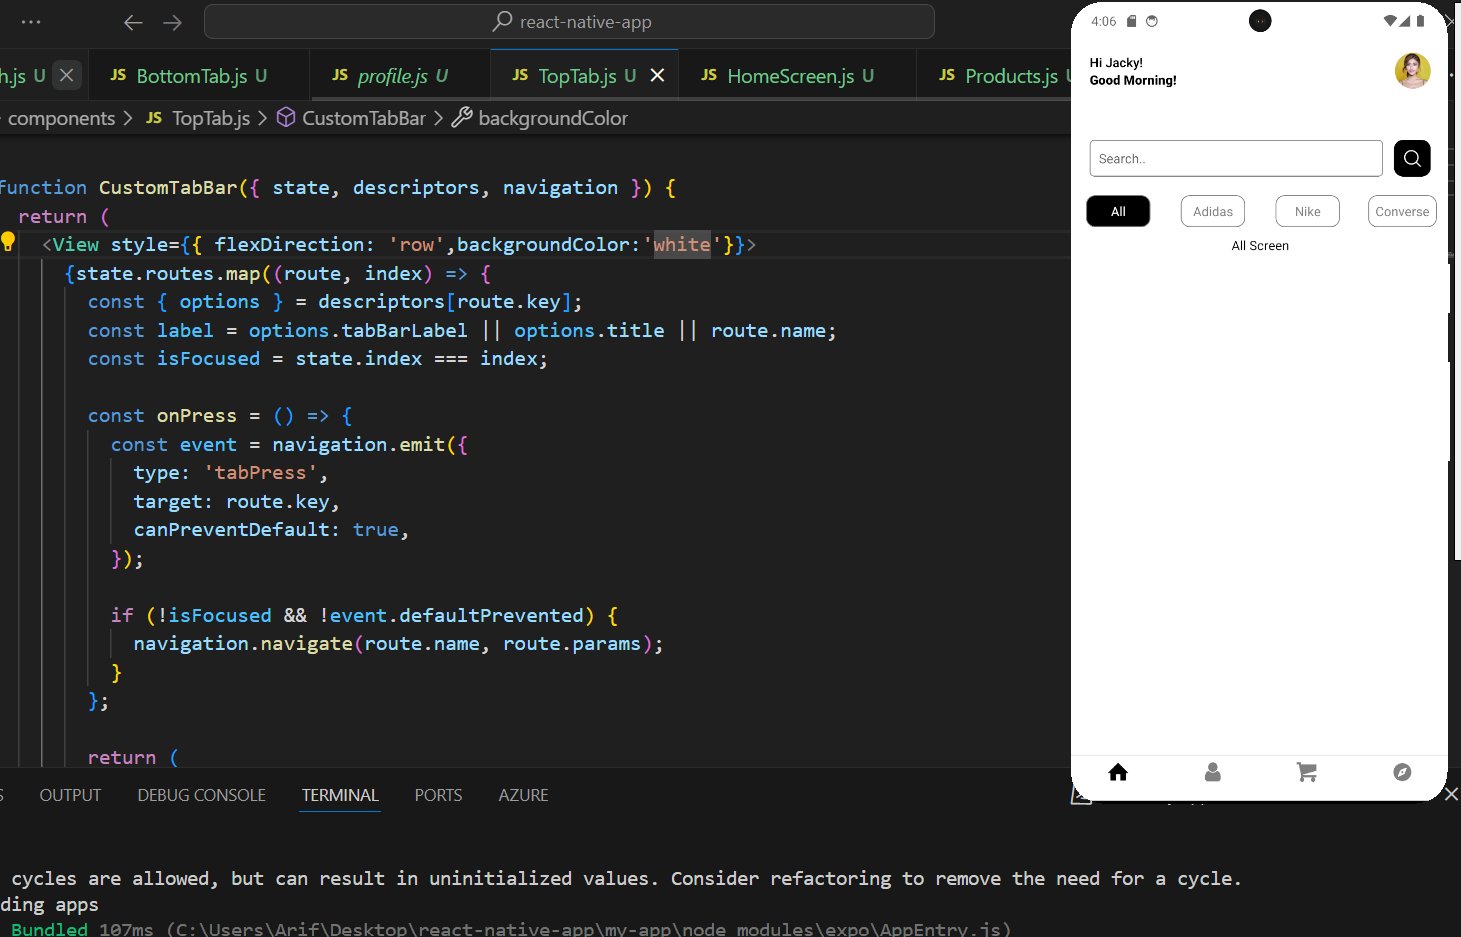 react-native-app
h.js U
JS BottomTab.js U
JS profile.js U
JS TopTab.js U
JS HomeScreen.js U
JS Products.js U
components > JS TopTab.js > CustomTabBar > backgroundColor
function CustomTabBar({ state, descriptors, navigation }) {
return (
<View style={{ flexDirection: 'row',backgroundColor:'white'}}>
{state.routes.map((route, index) => {
const { options } = descriptors[route.key];
const label = options.tabBarLabel || options.title || route.name;
const isFocused = state.index === index;
const onPress = () => {
const event = navigation.emit({
type: 'tabPress',
target: route.key,
canPreventDefault: true,
});
if (!isFocused && !event.defaultPrevented) {
navigation.navigate(route.name, route.params);
}
};
return (
S
OUTPUT
DEBUG CONSOLE
TERMINAL
PORTS
AZURE
cycles are allowed, but can result in uninitialized values. Consider refactoring to remove the need for a cycle.
ding apps
Bundled 107ms (C:\Users\Arif\Desktop\react-native-app\my-app\node_modules\expo\AppEntry.js)
4:06
Hi Jacky!
Good Morning!
Search..
All
Adidas
Nike
Converse
All Screen